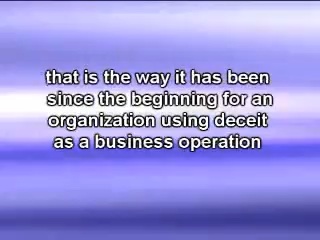 that is the way it has been
since the beginning for an
organization using deceit
as a business operation